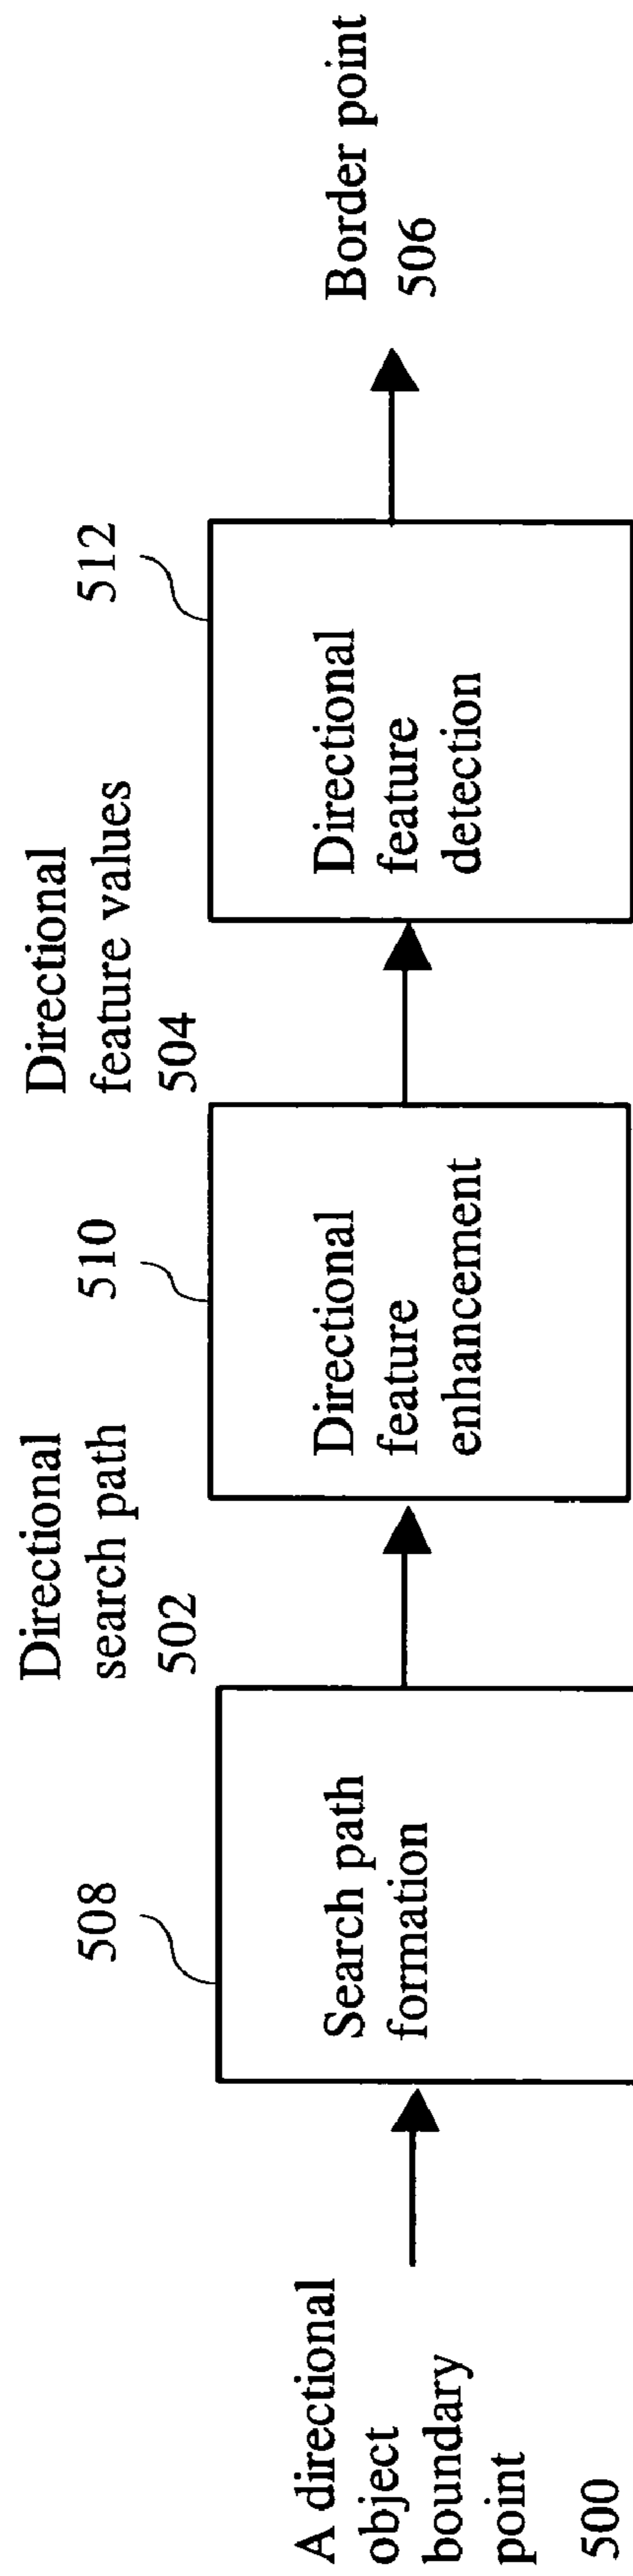 A directional
object
boundary
point
500
508
Search path
formation
Directional
search path
502
510
Directional
feature
enhancement
Directional
feature values
504
512
Directional
feature
detection
Border point
506